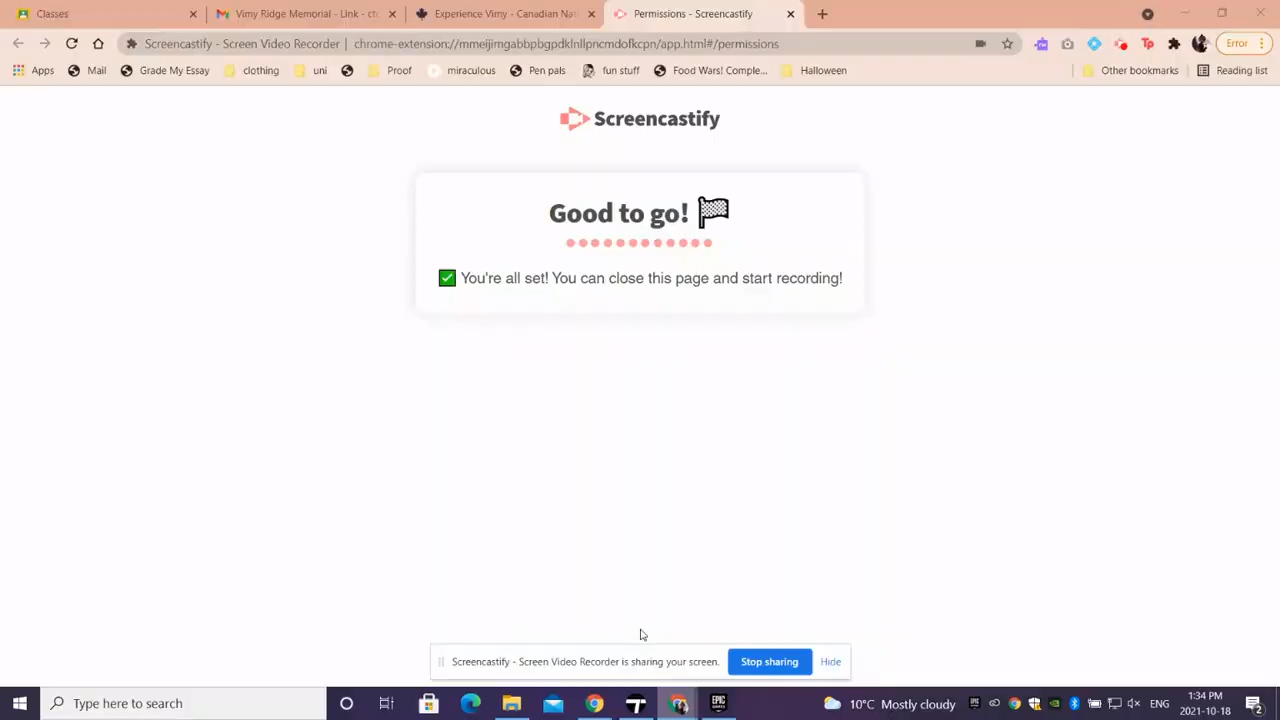 Classes
Vimy Ridge Memorial - Link - ctc
Experience Vimy - Canadian Nat
Permissions - Screencastify
Screencastify - Screen Video Recorder | chrome-extension://mmeijimgabbpbgpdklnllpncmdofkcpn/app.html#/permissions
Error
Apps
Mail
Grade My Essay
clothing
uni
Proof
miraculous
Pen pals
fun stuff
Food Wars! Comple...
Halloween
Other bookmarks
Reading list
Screencastify
Good to go!
You're all set! You can close this page and start recording!
Screencastify - Screen Video Recorder is sharing your screen.
Stop sharing
Hide
Type here to search
EPIC
GAMES
10°C Mostly cloudy
ENG
1:34 PM
2021-10-18
2